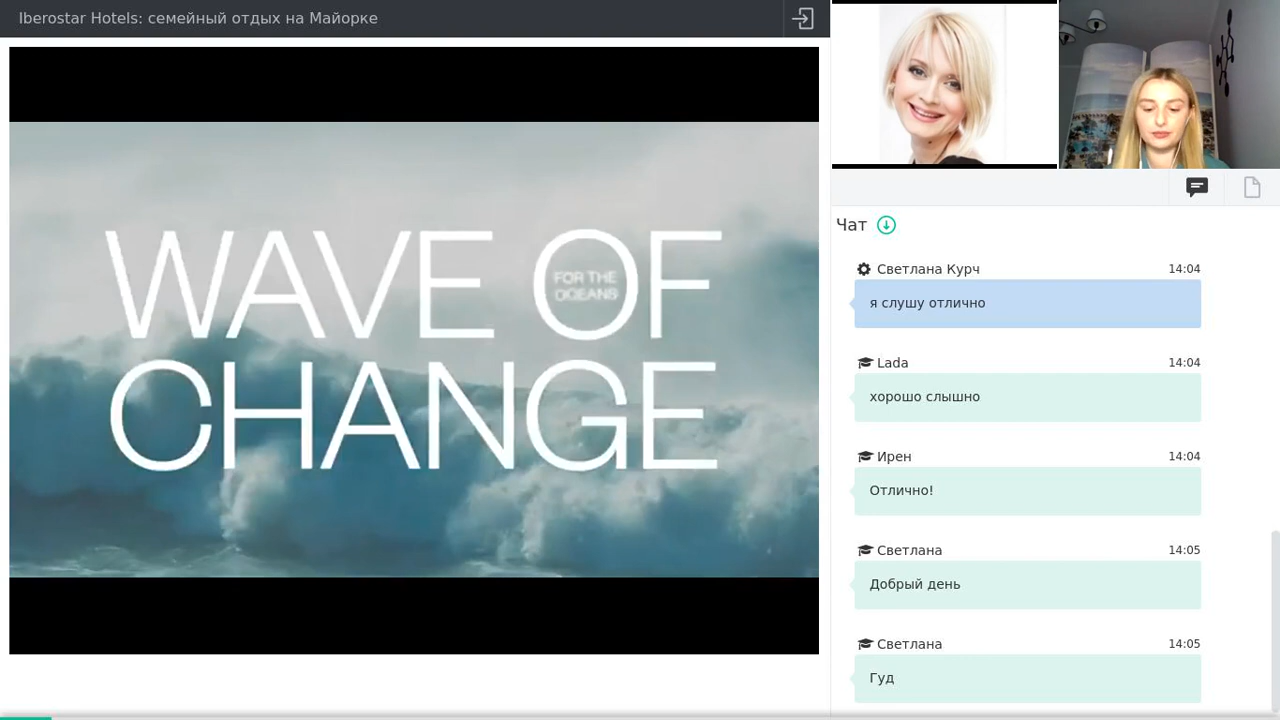 Iberostar Hotels: семейный отдых на Майорке
WAVE OF
FOR THE
OCEANS
CHANGE
Чат
Светлана Курч 14:04
я слушу отлично
Lada 14:04
хорошо слышно
Ирен 14:04
Отлично!
Светлана 14:05
Добрый день
Светлана 14:05
Гуд